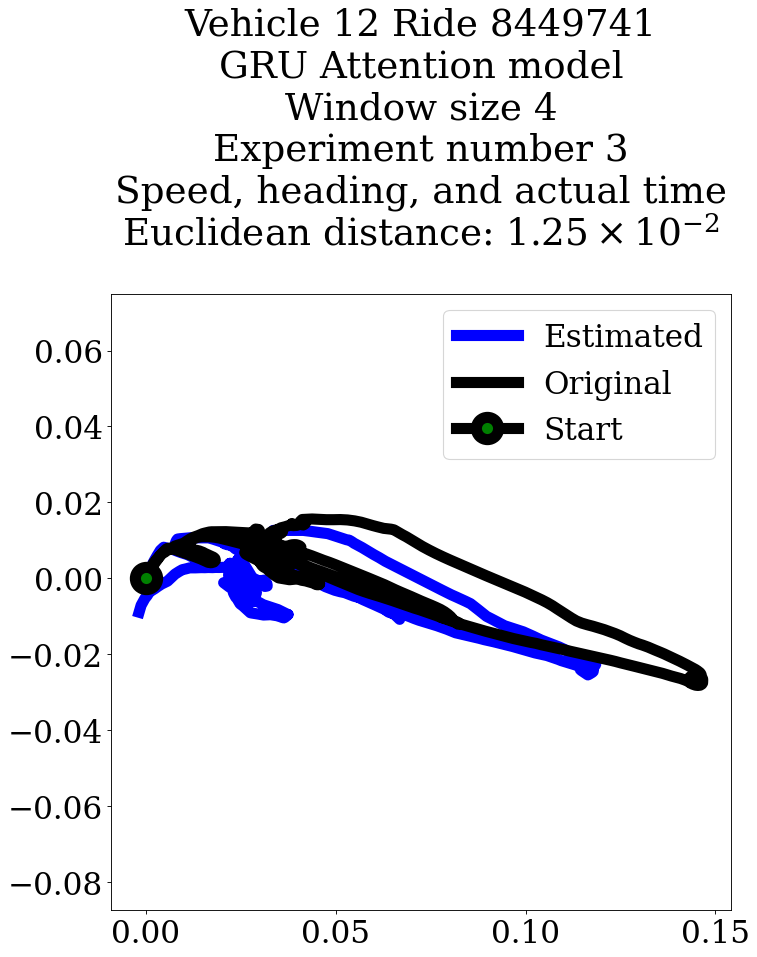 Vehicle 12 Ride 8449741
GRU Attention model
Window size 4
Experiment number 3
Speed, heading, and actual time
Euclidean distance: 1.25 × 10⁻²
Estimated
Original
Start
0.06
0.04
0.02
0.00
−0.02
−0.04
−0.06
−0.08
0.00 0.05 0.10 0.15